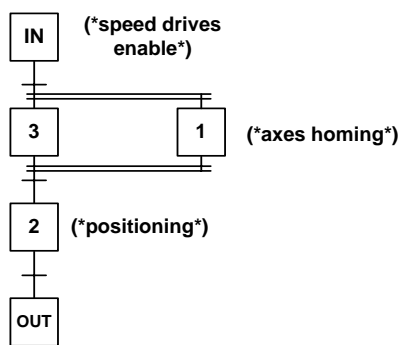 IN
(*speed drives
enable*)
3
1
(*axes homing*)
2
(*positioning*)
OUT